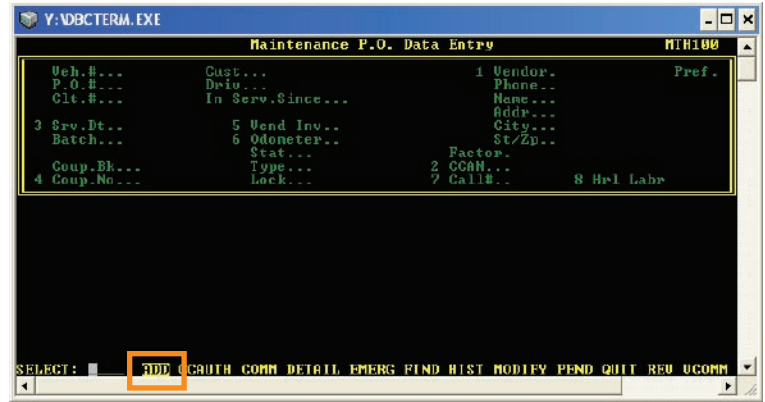 Y:\DBCTERM.EXE
Maintenance P.O. Data Entry MTH100
Veh.#... Cust... 1 Vendor. Pref.
P.O.#... Driv... Phone..
Clt.#... In Serv.Since... Name...
Addr...
3 Srv.Dt.. 5 Vend Inv.. City...
Batch... 6 Odometer.. St/Zp..
Stat... Factor.
Coup.Bk... Type... 2 CCAN...
4 Coup.No... Lock... 7 Call#.. 8 Hrl Labr
SELECT: ADD CCAUTH COMM DETAIL EMERG FIND HIST MODIFY PEND QUIT REV VCOMM